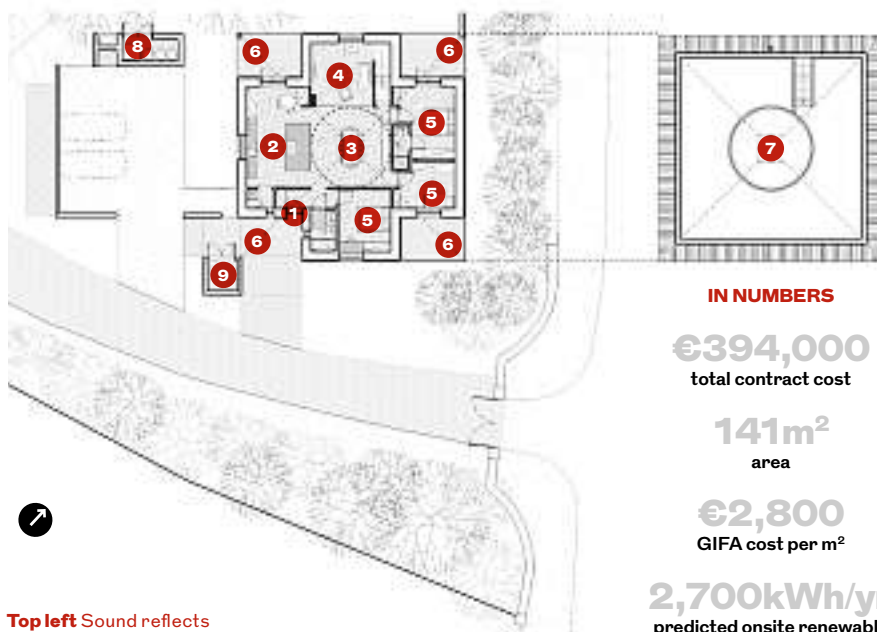 8
6
6
4
5
2
3
7
5
1
5
6
6
9
IN NUMBERS
€394,000
total contract cost
141m²
area
€2,800
GIFA cost per m²
2,700kWh/y
predicted onsite renewabl
Top left Sound reflects